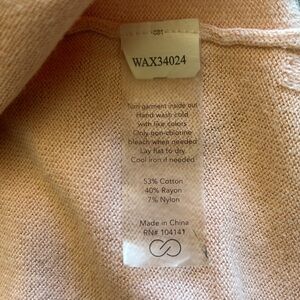 WAX34024
Turn garment inside out
Hand wash cold
with like colors
Only non-chlorine
bleach when needed
Lay flat to dry.
Cool iron if needed
53% Cotton
40% Rayon
7% Nylon
Made in China
RN# 104141